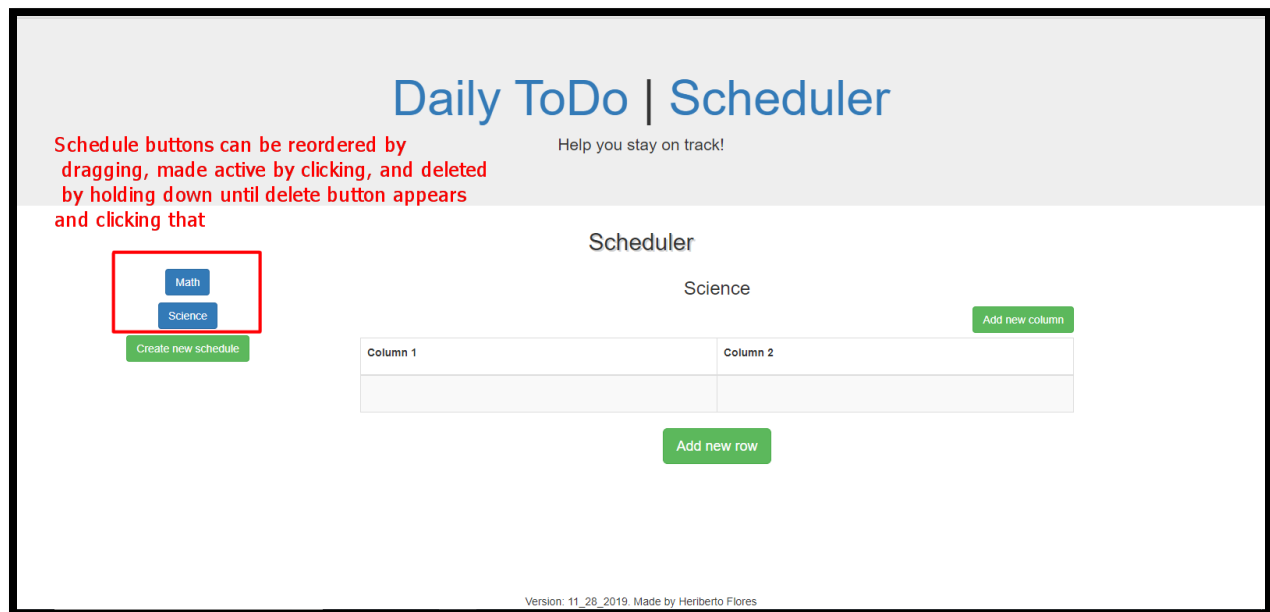 Daily ToDo | Scheduler
Help you stay on track!
Schedule buttons can be reordered by
dragging, made active by clicking, and deleted
by holding down until delete button appears
and clicking that
Scheduler
Math
Science
Create new schedule
Science
Add new column
Column 1 Column 2
Add new row
Version: 11_28_2019. Made by Heriberto Flores